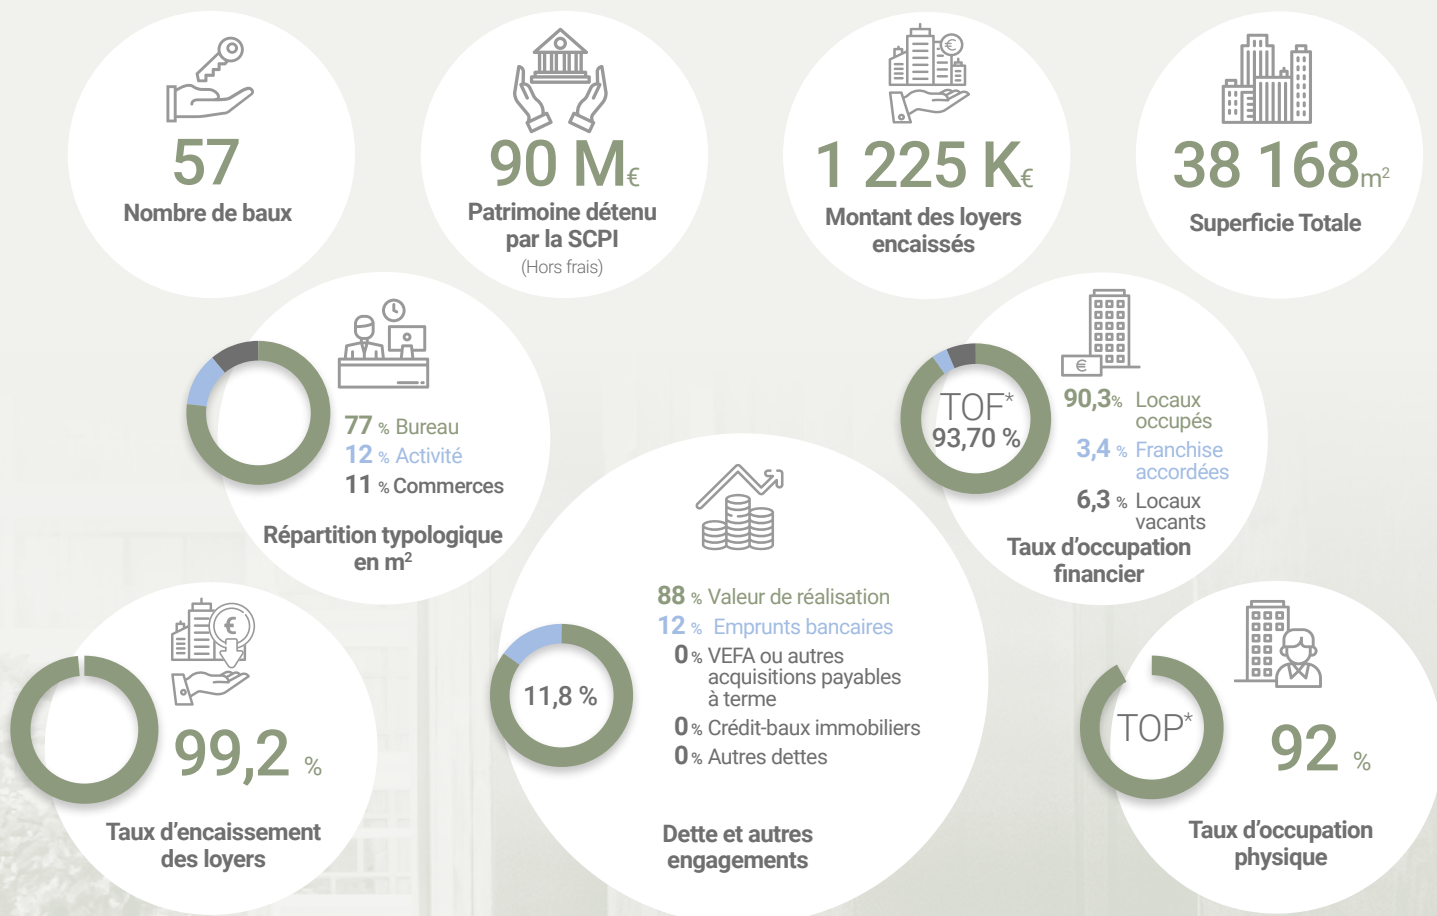 57
Nombre de baux
90 M€
Patrimoine détenu
par la SCPI
(Hors frais)
€
1 225 K€
Montant des loyers
encaissés
38 168m²
Superficie Totale
77 % Bureau
12 % Activité
11 % Commerces
Répartition typologique
en m²
€
TOF*
93,70 %
90,3% Locaux
occupés
3,4 % Franchise
accordées
6,3 % Locaux
vacants
Taux d'occupation
financier
€
99,2 %
Taux d'encaissement
des loyers
11,8 %
88 % Valeur de réalisation
12 % Emprunts bancaires
0 % VEFA ou autres
acquisitions payables
à terme
0 % Crédit-baux immobiliers
0 % Autres dettes
Dette et autres
engagements
TOP*
92 %
Taux d'occupation
physique